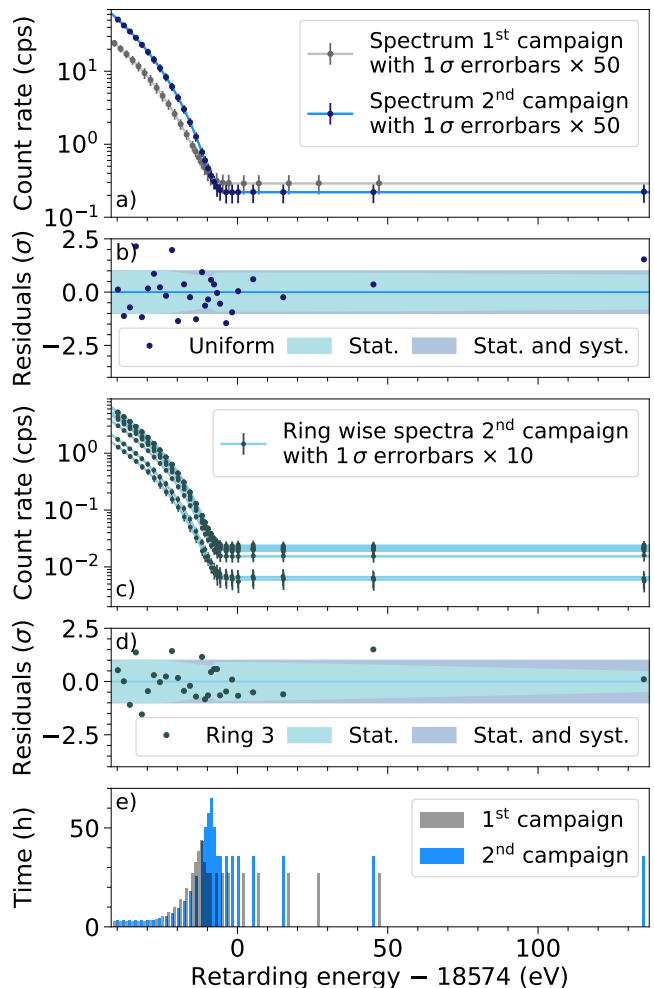 Count rate (cps)
10¹
10⁰
10⁻¹
a)
Spectrum 1ˢᵗ campaign
with 1 σ errorbars × 50
Spectrum 2ⁿᵈ campaign
with 1 σ errorbars × 50
Residuals (σ)
2.5
0.0
−2.5
b)
Uniform
Stat.
Stat. and syst.
Count rate (cps)
10⁰
10⁻¹
10⁻²
c)
Ring wise spectra 2ⁿᵈ campaign
with 1 σ errorbars × 10
Residuals (σ)
2.5
0.0
−2.5
d)
Ring 3
Stat.
Stat. and syst.
Time (h)
50
0
e)
1ˢᵗ campaign
2ⁿᵈ campaign
0
50
100
Retarding energy − 18574 (eV)